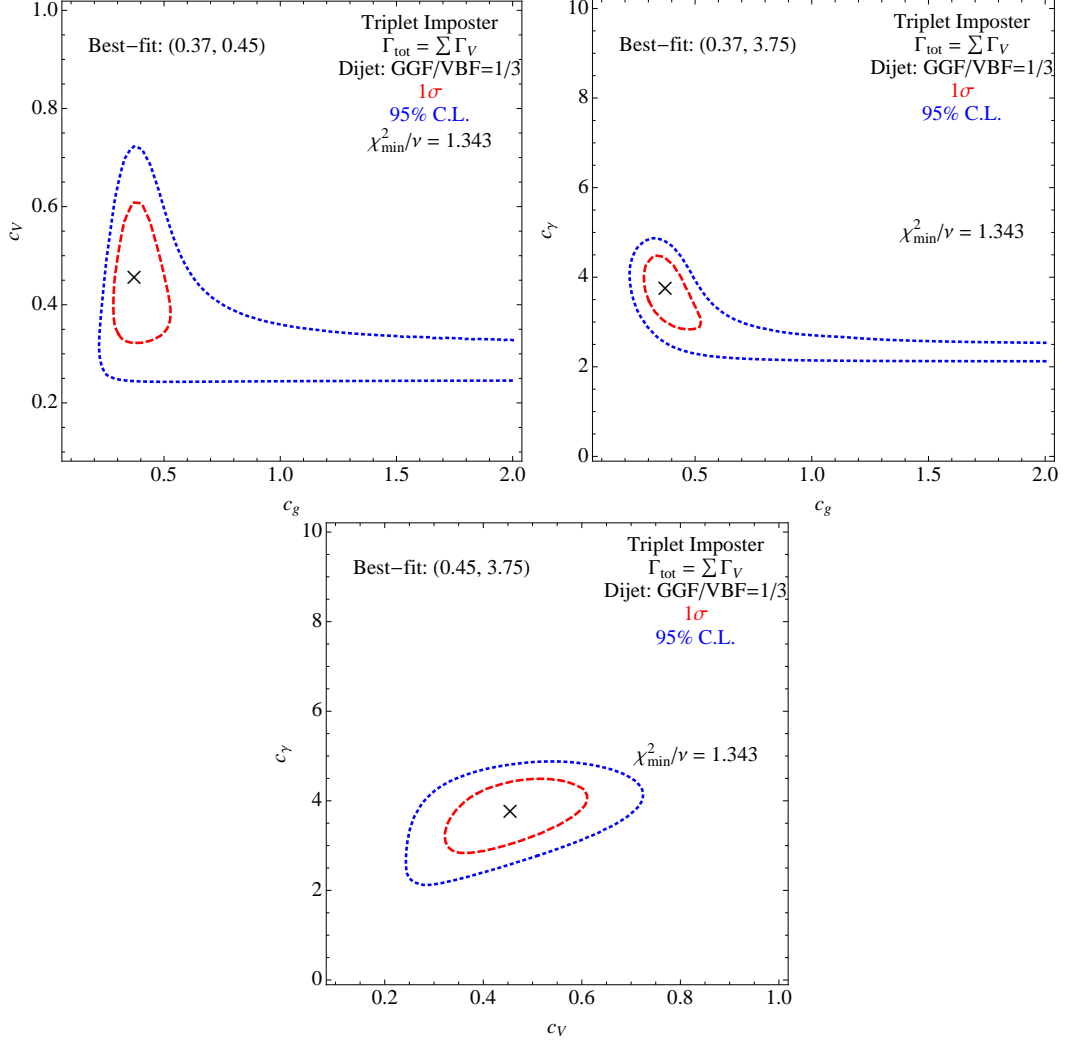 Triplet Imposter
Best−fit: (0.37, 0.45)
Γtot = ∑ ΓV
Dijet: GGF/VBF=1/3
1σ
95% C.L.
χ²min/ν = 1.343
1.0
0.8
0.6
0.4
0.2
cV
0.5
1.0
1.5
2.0
cg
Triplet Imposter
Best−fit: (0.37, 3.75)
Γtot = ∑ ΓV
Dijet: GGF/VBF=1/3
1σ
95% C.L.
χ²min/ν = 1.343
10
8
6
4
2
0
cγ
0.5
1.0
1.5
2.0
cg
Triplet Imposter
Best−fit: (0.45, 3.75)
Γtot = ∑ ΓV
Dijet: GGF/VBF=1/3
1σ
95% C.L.
χ²min/ν = 1.343
10
8
6
4
2
0
cγ
0.2
0.4
0.6
0.8
1.0
cV